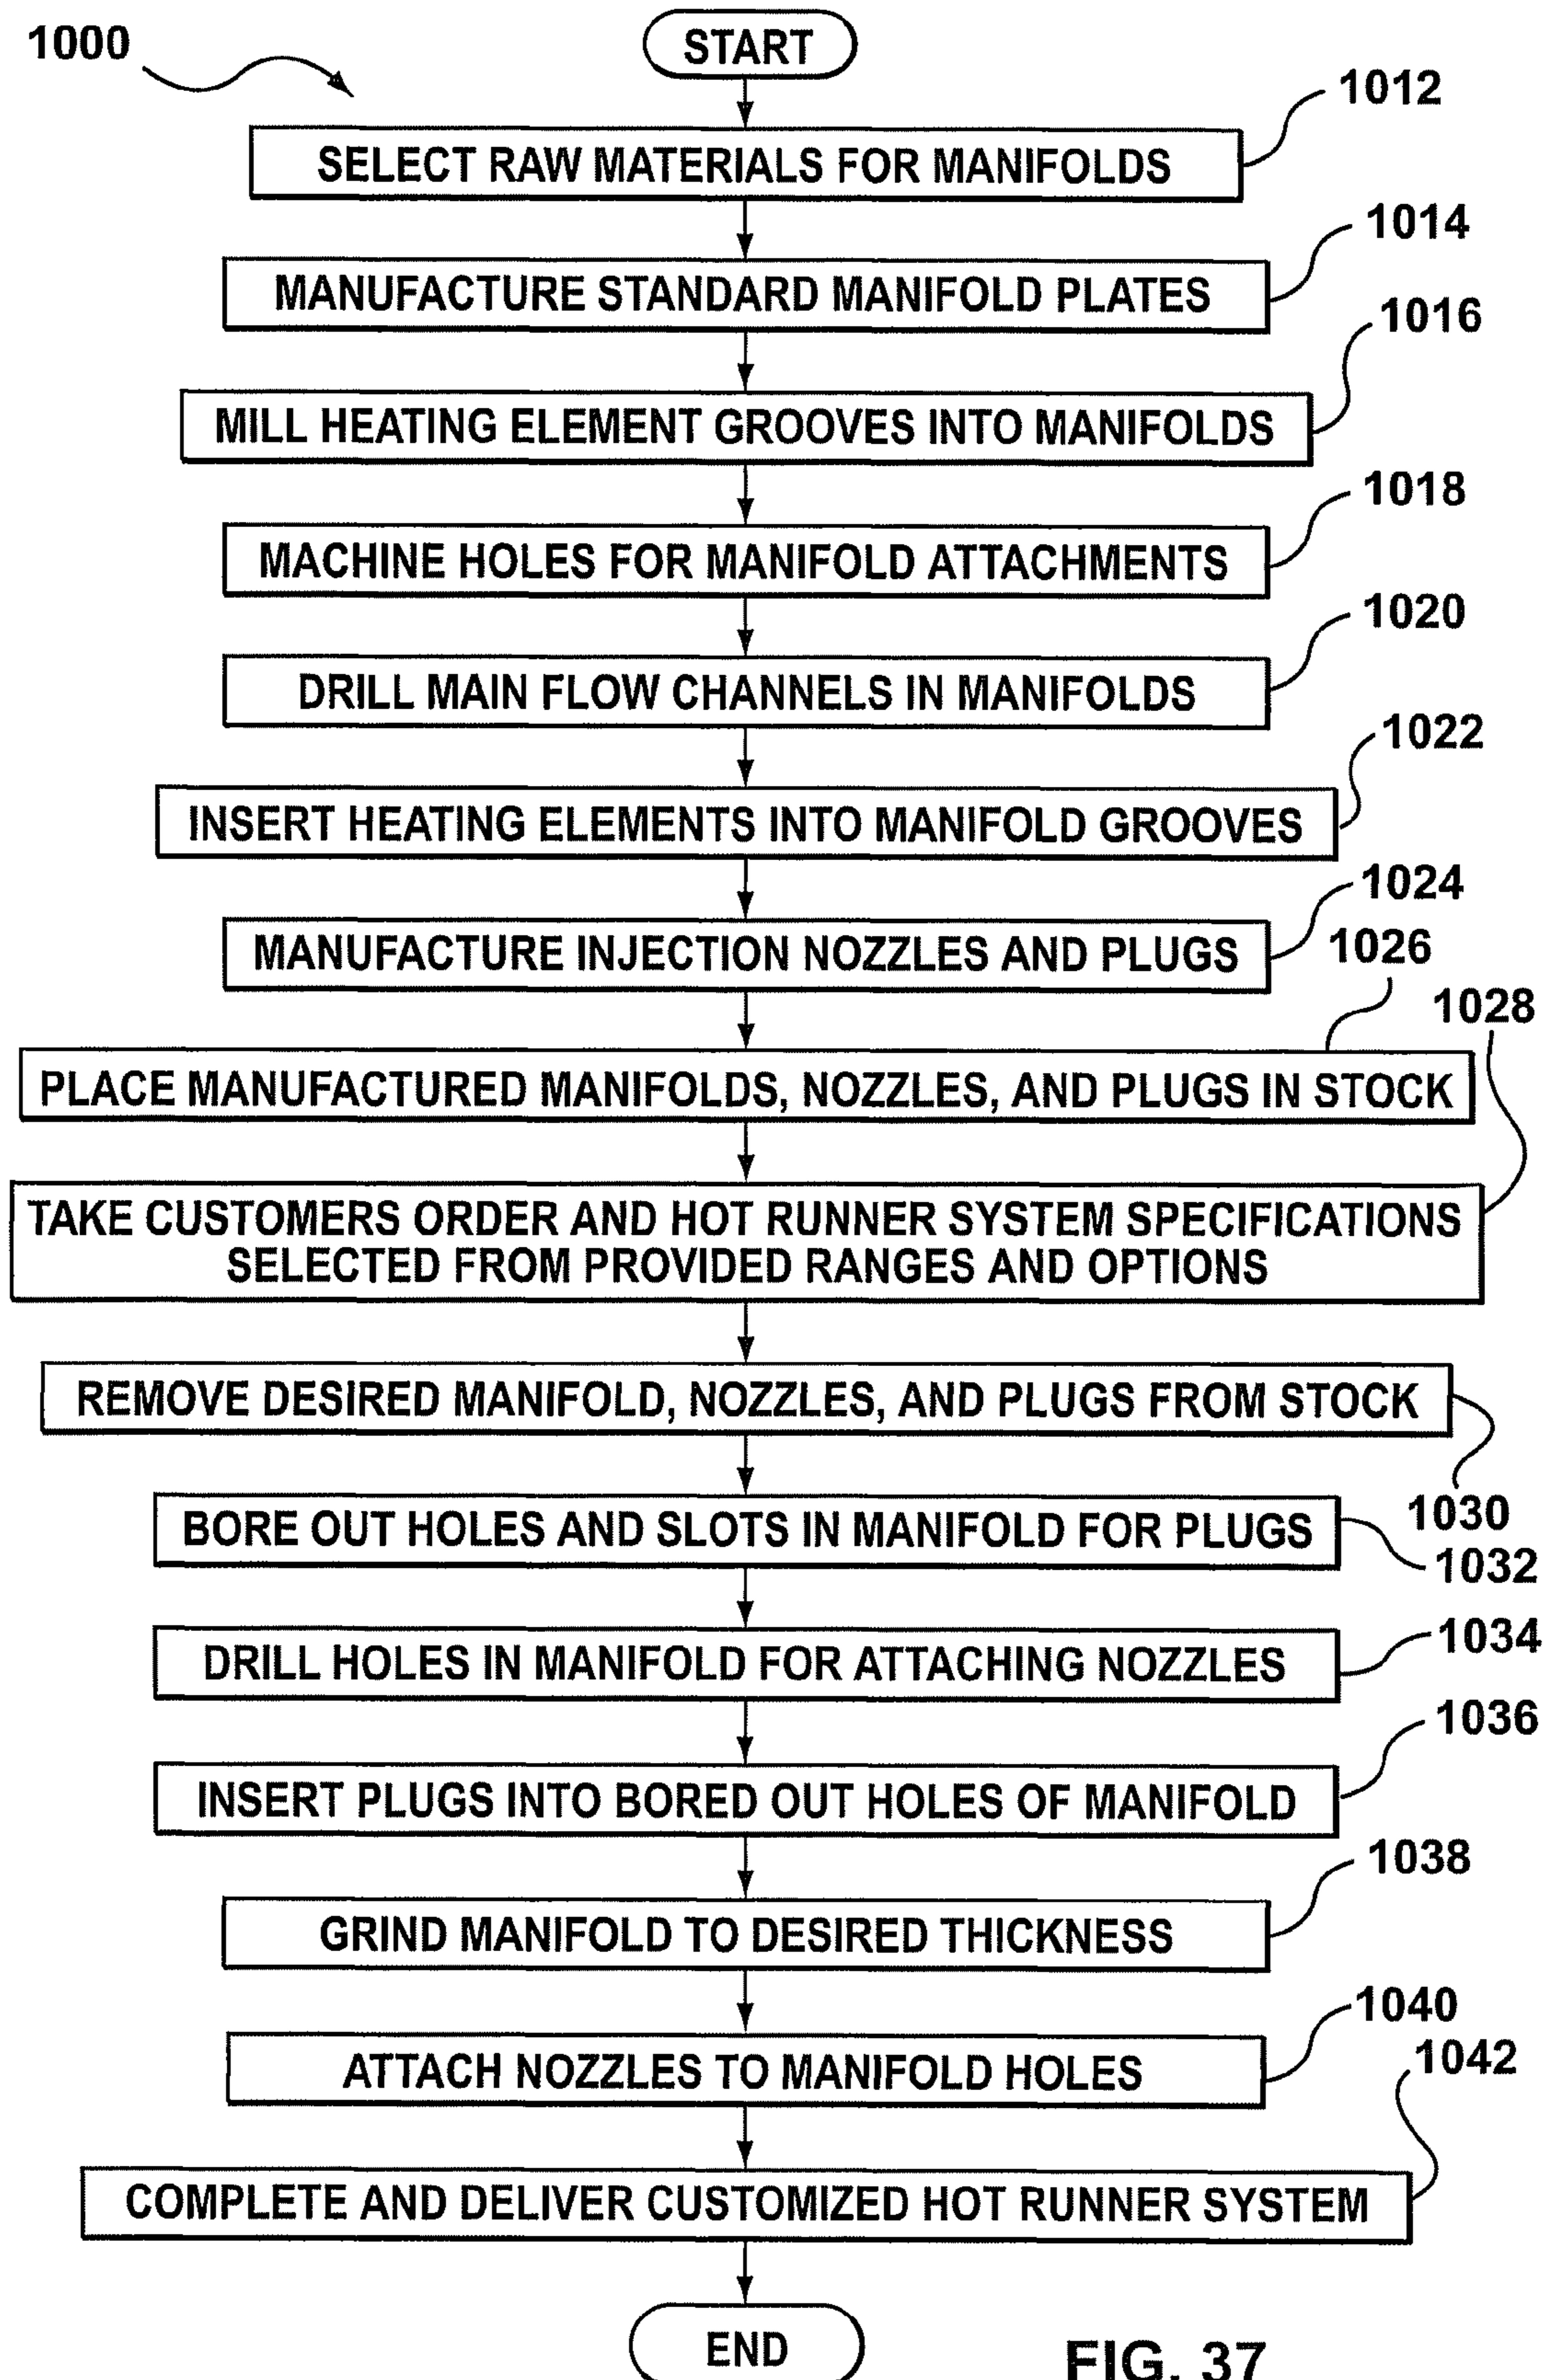 1000
START
1012
SELECT RAW MATERIALS FOR MANIFOLDS
1014
MANUFACTURE STANDARD MANIFOLD PLATES
1016
MILL HEATING ELEMENT GROOVES INTO MANIFOLDS
1018
MACHINE HOLES FOR MANIFOLD ATTACHMENTS
1020
DRILL MAIN FLOW CHANNELS IN MANIFOLDS
1022
INSERT HEATING ELEMENTS INTO MANIFOLD GROOVES
1024
MANUFACTURE INJECTION NOZZLES AND PLUGS
1026
PLACE MANUFACTURED MANIFOLDS, NOZZLES, AND PLUGS IN STOCK
1028
TAKE CUSTOMERS ORDER AND HOT RUNNER SYSTEM SPECIFICATIONS
SELECTED FROM PROVIDED RANGES AND OPTIONS
REMOVE DESIRED MANIFOLD, NOZZLES, AND PLUGS FROM STOCK
1030
BORE OUT HOLES AND SLOTS IN MANIFOLD FOR PLUGS
1032
DRILL HOLES IN MANIFOLD FOR ATTACHING NOZZLES
1034
INSERT PLUGS INTO BORED OUT HOLES OF MANIFOLD
1036
GRIND MANIFOLD TO DESIRED THICKNESS
1038
ATTACH NOZZLES TO MANIFOLD HOLES
1040
COMPLETE AND DELIVER CUSTOMIZED HOT RUNNER SYSTEM
1042
END
FIG. 37